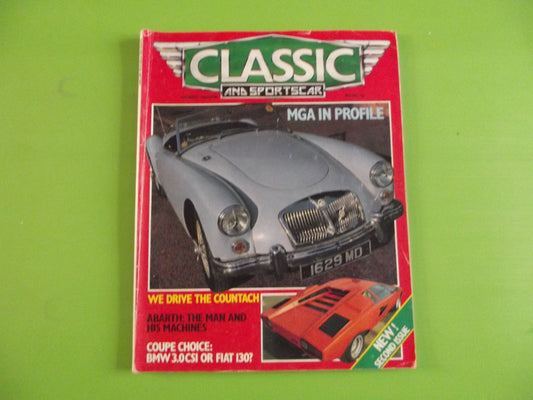 CLASSIC
AND SPORTSCAR
MGA IN PROFILE
1629 MD
WE DRIVE THE COUNTACH
ABARTH: THE MAN AND
HIS MACHINES
COUPE CHOICE:
BMW 3.0CSI OR FIAT 130?
NEW!
SECOND ISSUE